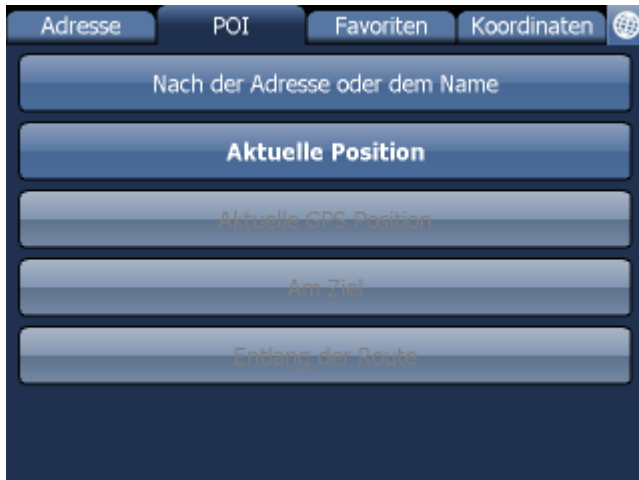 Adresse POI Favoriten Koordinaten
Nach der Adresse oder dem Name
Aktuelle Position
Aktuelle GPS Position
Am Ziel
Entlang der Route